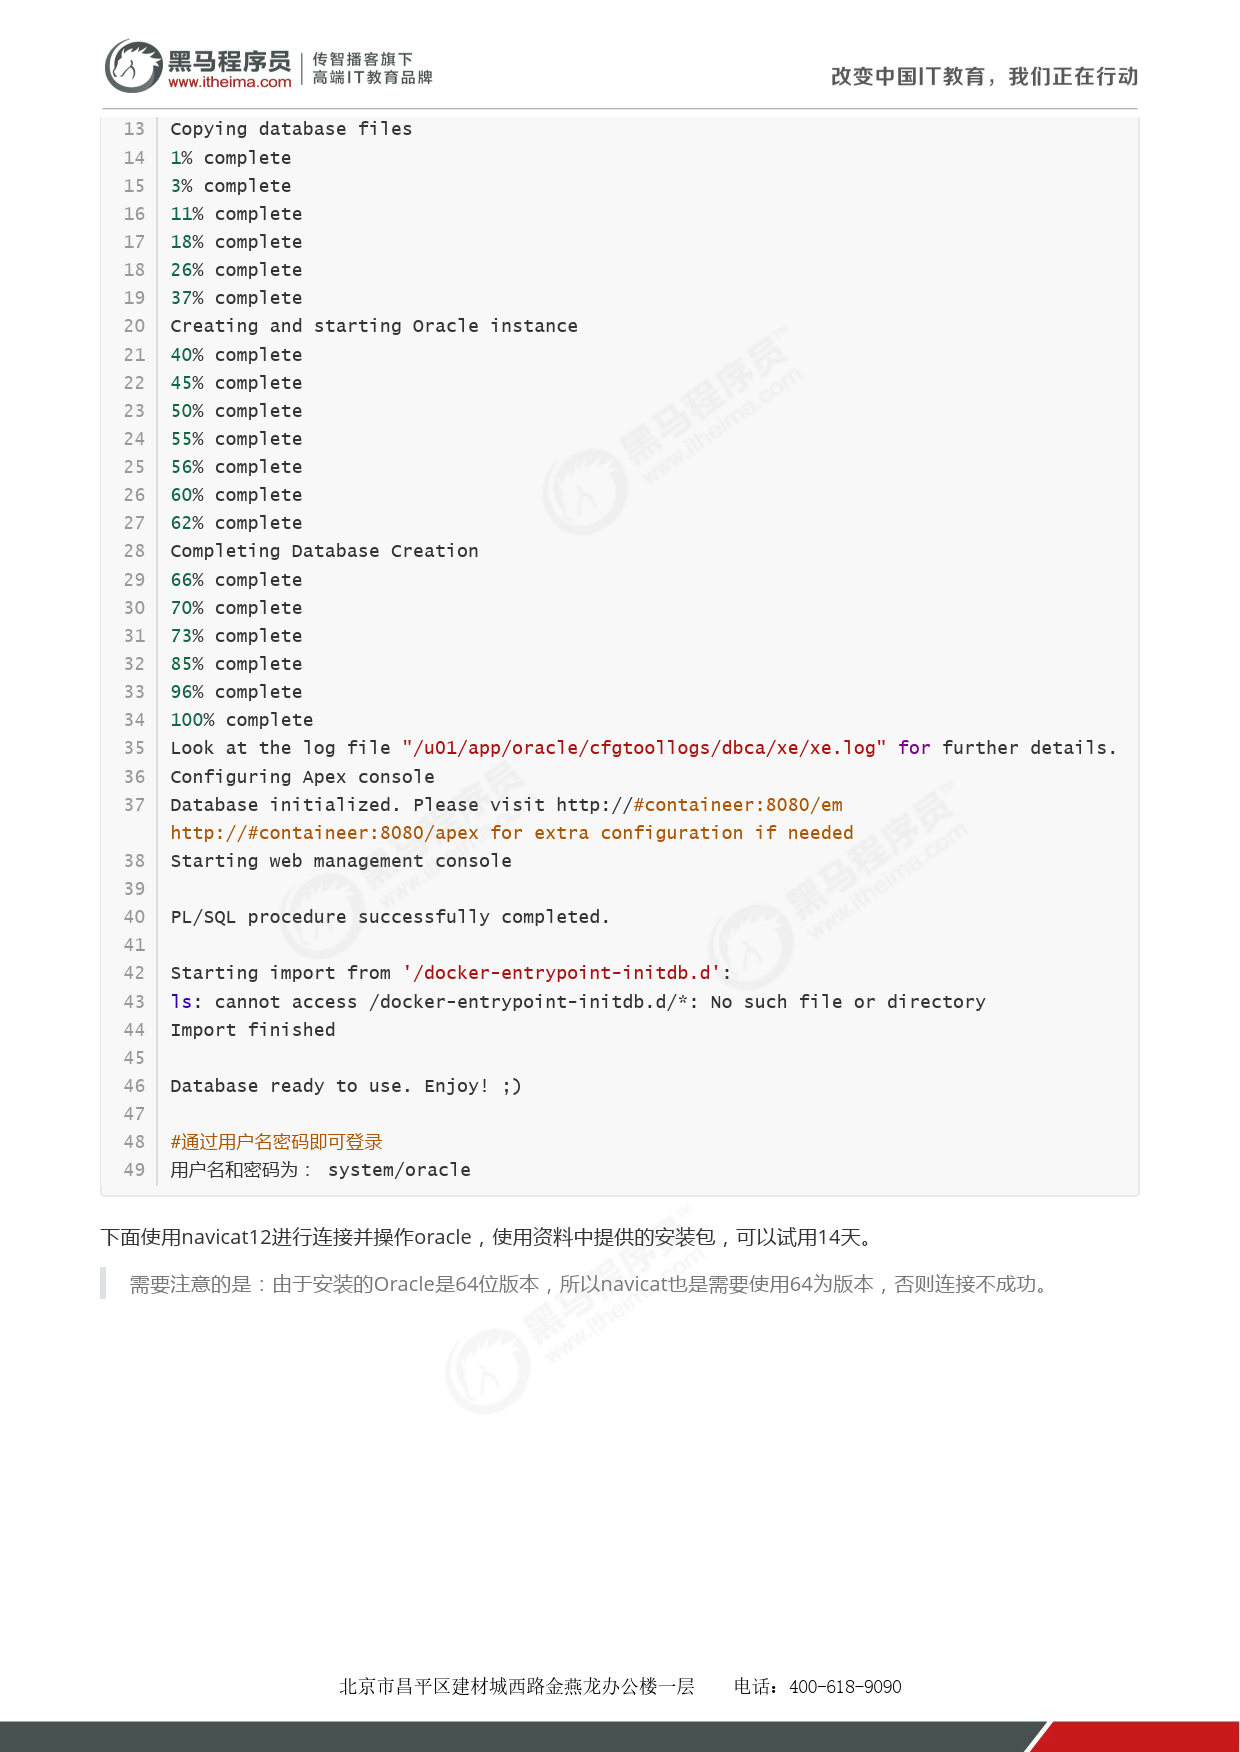 黑马程序员
www.itheima.com
传智播客旗下
高端IT教育品牌
改变中国IT教育，我们正在行动
13 Copying database files
14 1% complete
15 3% complete
16 11% complete
17 18% complete
18 26% complete
19 37% complete
20 Creating and starting Oracle instance
21 40% complete
22 45% complete
23 50% complete
24 55% complete
25 56% complete
26 60% complete
27 62% complete
28 Completing Database Creation
29 66% complete
30 70% complete
31 73% complete
32 85% complete
33 96% complete
34 100% complete
35 Look at the log file "/u01/app/oracle/cfgtoollogs/dbca/xe/xe.log" for further details.
36 Configuring Apex console
37 Database initialized. Please visit http://#containeer:8080/em
http://#containeer:8080/apex for extra configuration if needed
38 Starting web management console
39
40 PL/SQL procedure successfully completed.
41
42 Starting import from '/docker-entrypoint-initdb.d':
43 ls: cannot access /docker-entrypoint-initdb.d/*: No such file or directory
44 Import finished
45
46 Database ready to use. Enjoy! ;)
47
48 #通过用户名密码即可登录
49 用户名和密码为： system/oracle
下面使用navicat12进行连接并操作oracle，使用资料中提供的安装包，可以试用14天。
需要注意的是：由于安装的Oracle是64位版本，所以navicat也是需要使用64为版本，否则连接不成功。
北京市昌平区建材城西路金燕龙办公楼一层 电话：400-618-9090